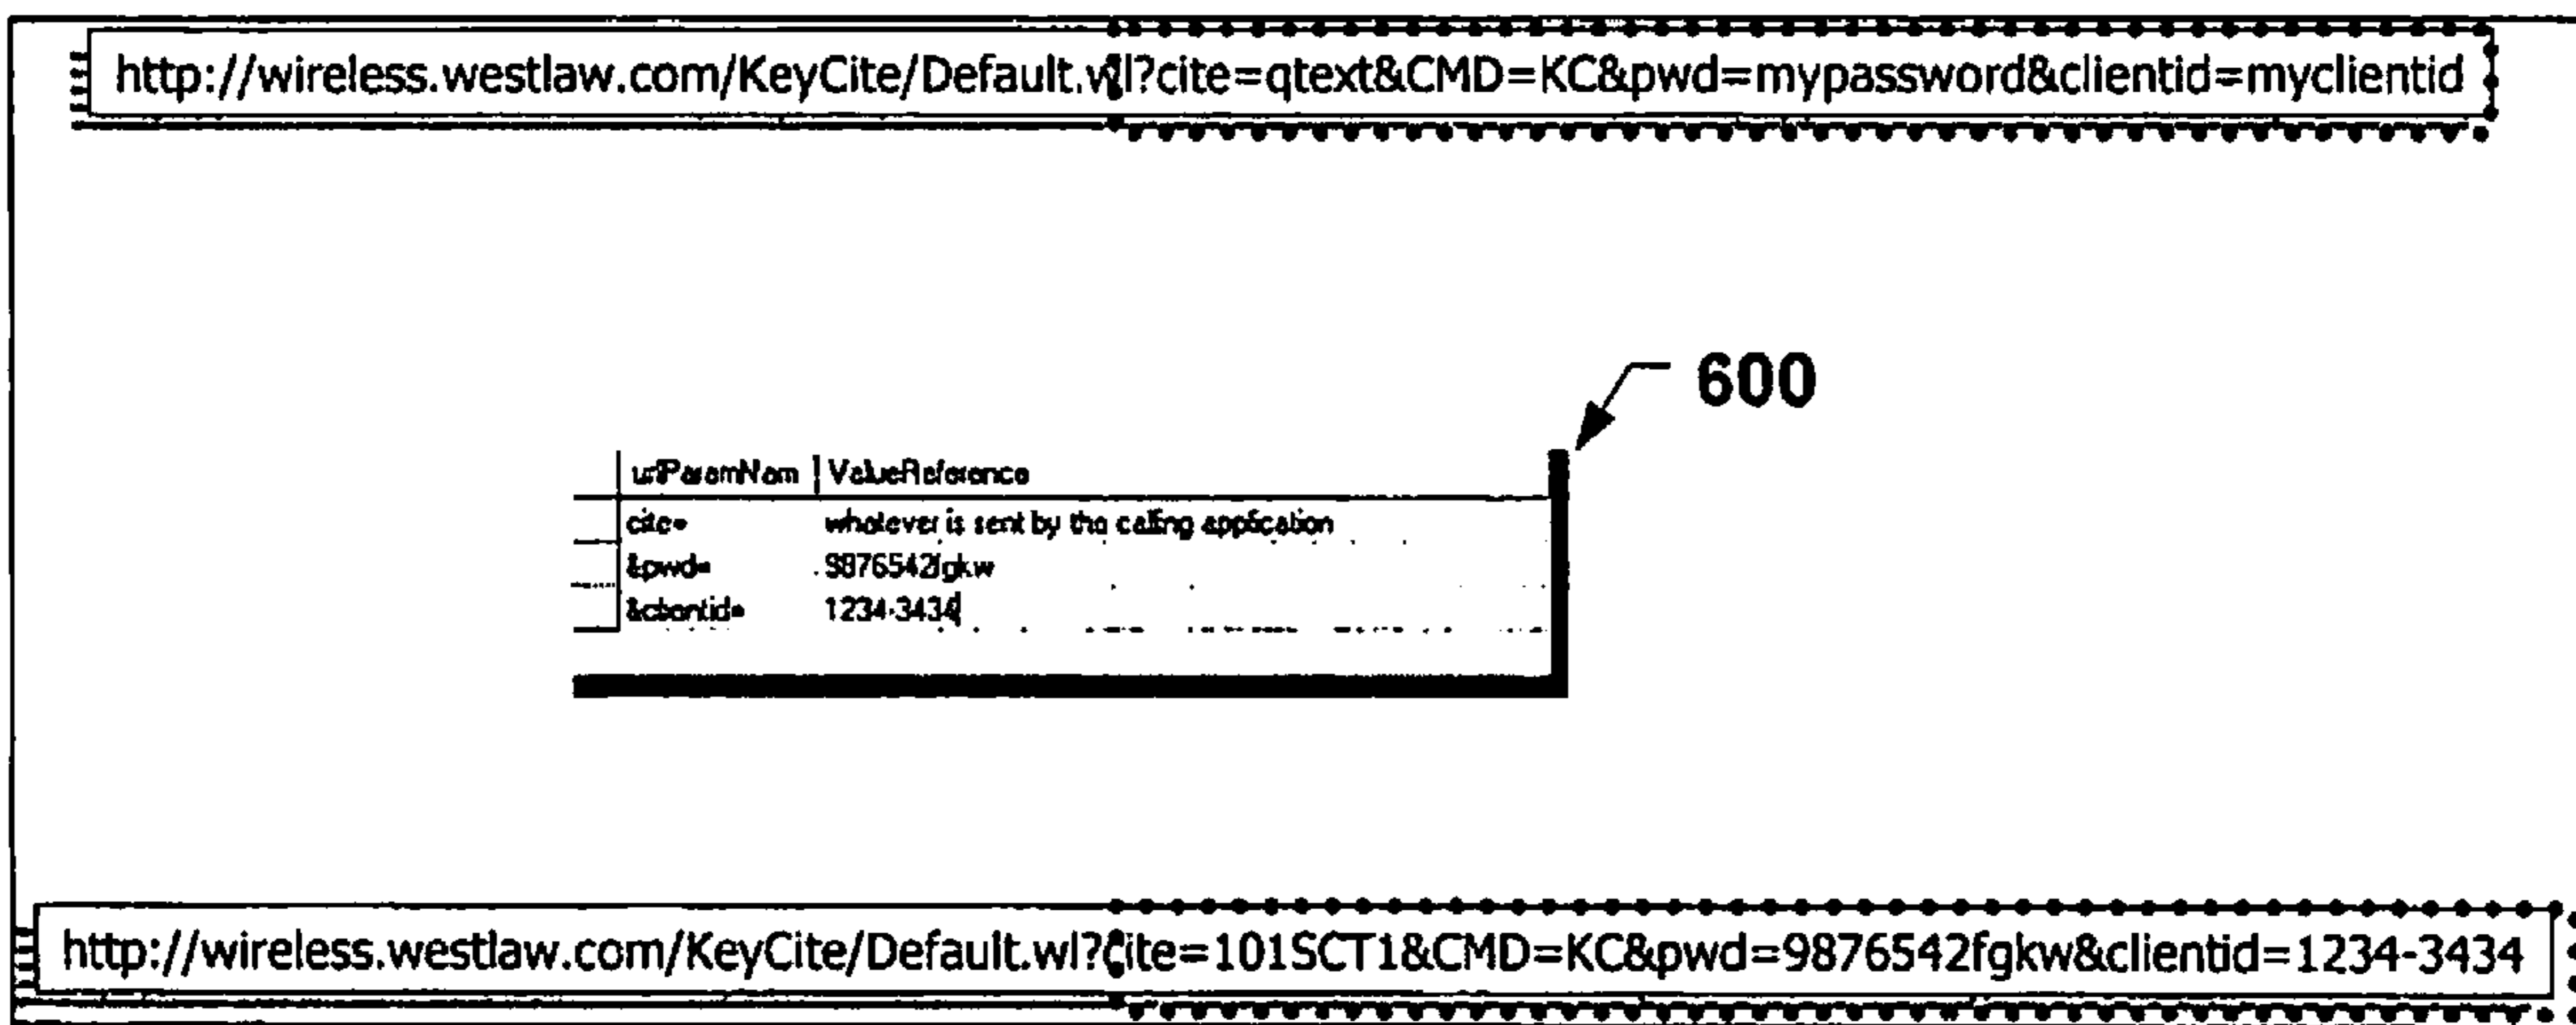 http://wireless.westlaw.com/KeyCite/Default.wl?cite=qtext&CMD=KC&pwd=mypassword&clientid=myclientid
600
urlParamNam ValueReference
cite= whatever is sent by the calling application
&pwd= 9876542fgkw
&clientid= 1234-3434
http://wireless.westlaw.com/KeyCite/Default.wl?cite=101SCT1&CMD=KC&pwd=9876542fgkw&clientid=1234-3434